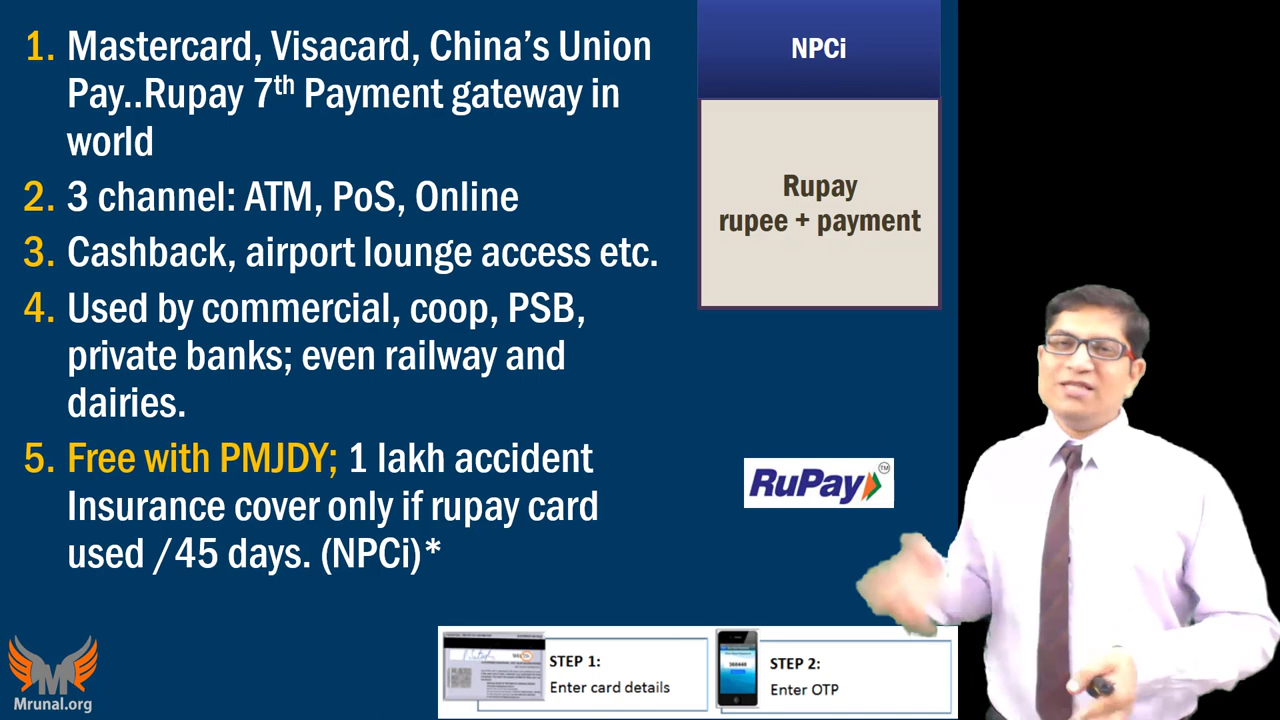 1. Mastercard, Visacard, China's Union
Pay..Rupay 7th Payment gateway in
world
2. 3 channel: ATM, PoS, Online
3. Cashback, airport lounge access etc.
4. Used by commercial, coop, PSB,
private banks; even railway and
dairies.
5. Free with PMJDY; 1 lakh accident
Insurance cover only if rupay card
used /45 days. (NPCi)*
NPCi
Rupay
rupee + payment
RuPay TM
STEP 1:
Enter card details
STEP 2:
Enter OTP
Mrunal.org